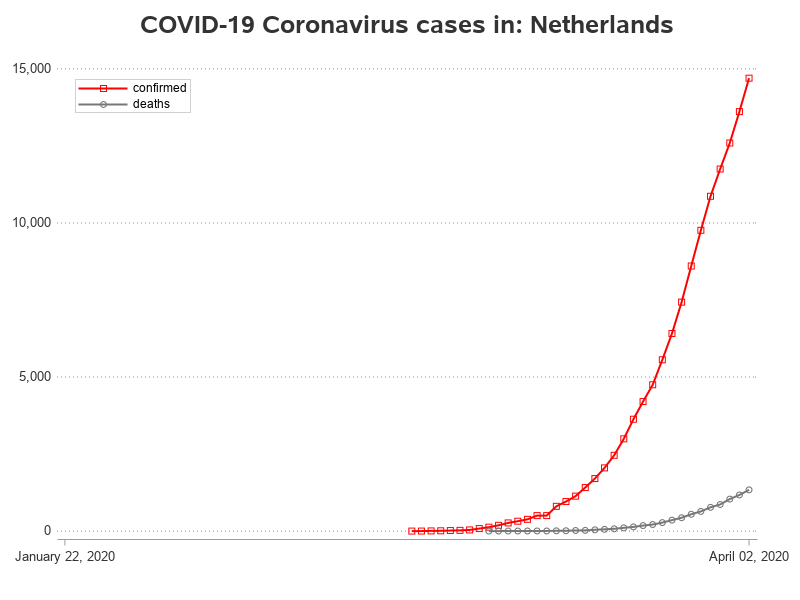 COVID-19 Coronavirus cases in: Netherlands
15,000
confirmed
deaths
10,000
5,000
0
January 22, 2020
April 02, 2020